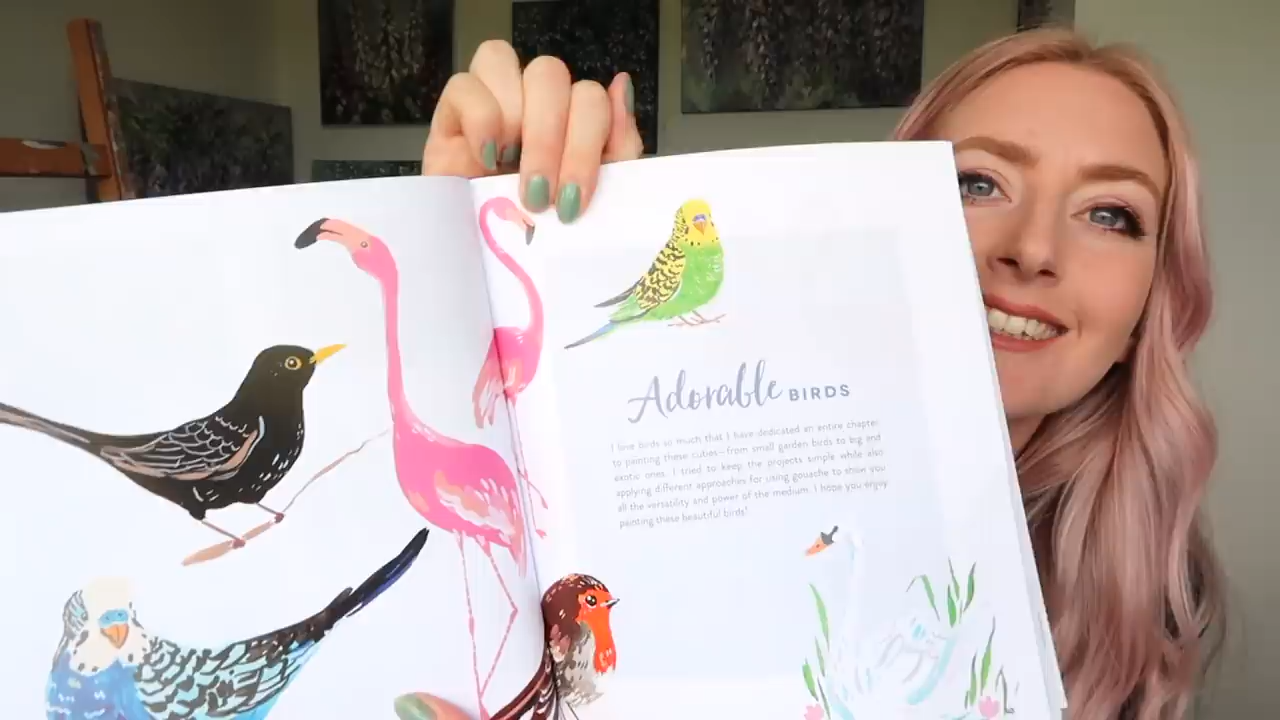 Adorable BIRDS
I love birds so much that I have dedicated an entire chapter
to painting these cuties—from small garden birds to big and
exotic ones. I tried to keep the projects simple while also
applying different approaches for using gouache to show you
all the versatility and power of the medium. I hope you enjoy
painting these beautiful birds!